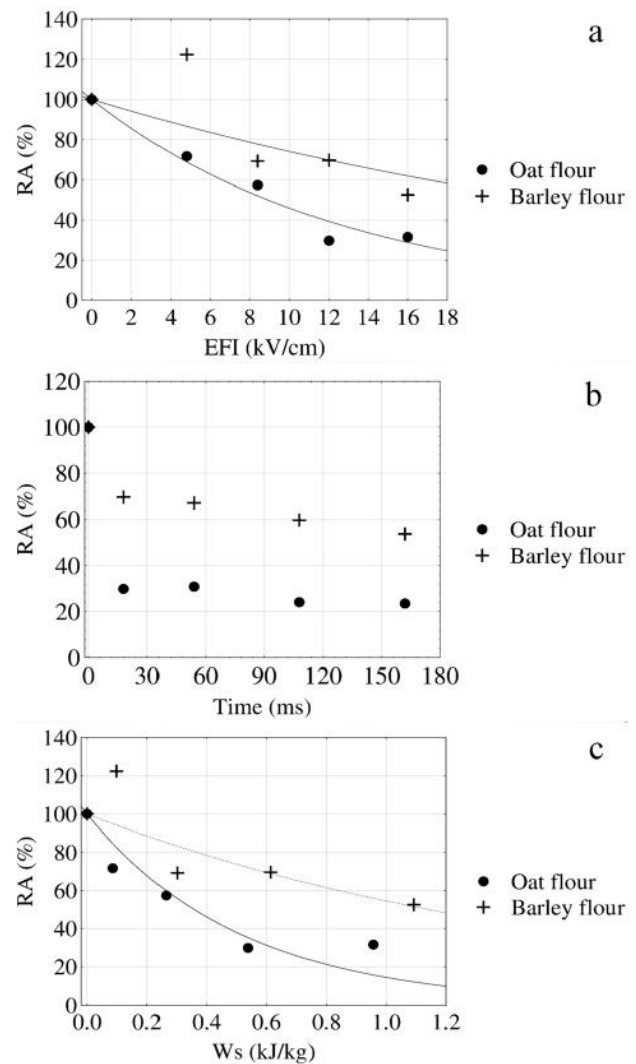 a
140
120
100
80
60
40
20
0
RA (%)
0 2 4 6 8 10 12 14 16 18
EFI (kV/cm)
Oat flour
Barley flour
b
120
100
80
60
40
20
0
RA (%)
0 30 60 90 120 150 180
Time (ms)
Oat flour
Barley flour
c
140
120
100
80
60
40
20
0
RA (%)
0.0 0.2 0.4 0.6 0.8 1.0 1.2
Ws (kJ/kg)
Oat flour
Barley flour